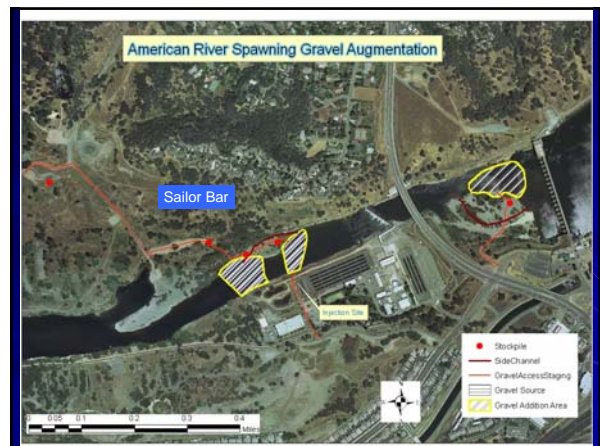 American River Spawning Gravel Augmentation
Sailor Bar
Injection Site
Stockpile
SideChannel
GravelAccessStaging
Gravel Source
Gravel Addition Area
0 0.05 0.1 0.2 0.3 0.4
Miles